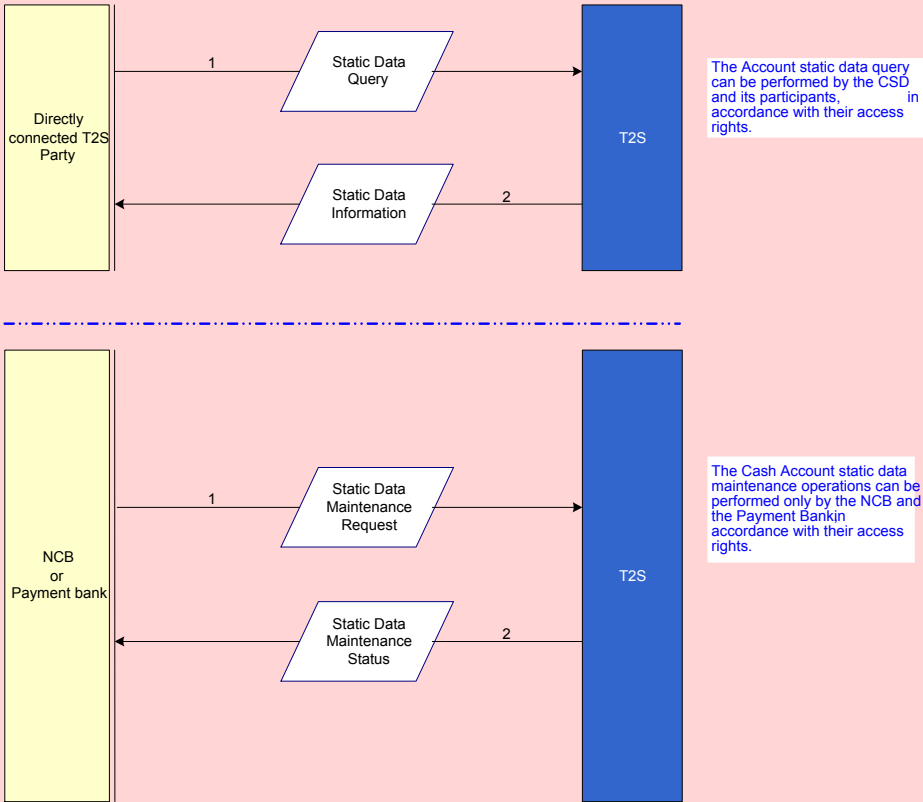 1
Static Data
Query
The Account static data query
can be performed by the CSD
and its participants, in
accordance with their access
rights.
Directly
connected T2S
Party
T2S
Static Data
Information
2
1
Static Data
Maintenance
Request
The Cash Account static data
maintenance operations can be
performed only by the NCB and
the Payment Bankin
accordance with their access
rights.
NCB
or
Payment bank
T2S
Static Data
Maintenance
Status
2